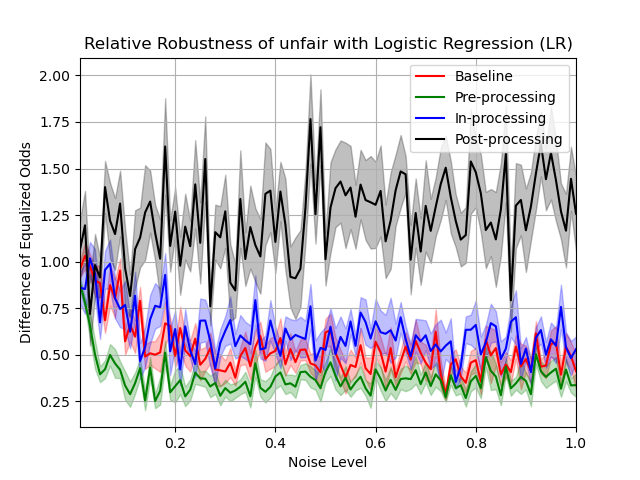 Relative Robustness of unfair with Logistic Regression (LR)
Baseline
Pre-processing
In-processing
Post-processing
Difference of Equalized Odds
2.00
1.75
1.50
1.25
1.00
0.75
0.50
0.25
0.2
0.4
0.6
0.8
1.0
Noise Level